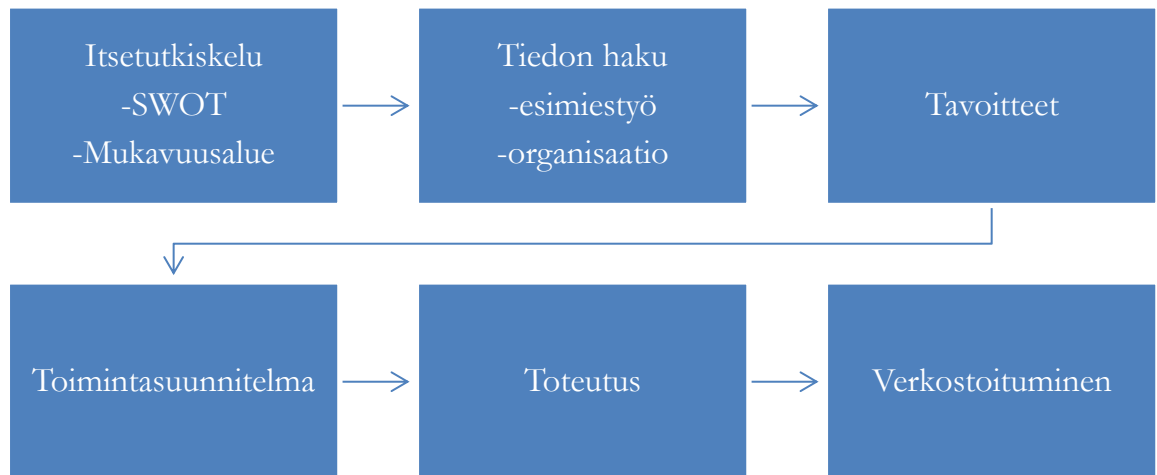 Itsetutkiskelu
-SWOT
-Mukavuusalue
Tiedon haku
-esimiestyö
-organisaatio
Tavoitteet
Toimintasuunnitelma
Toteutus
Verkostoituminen